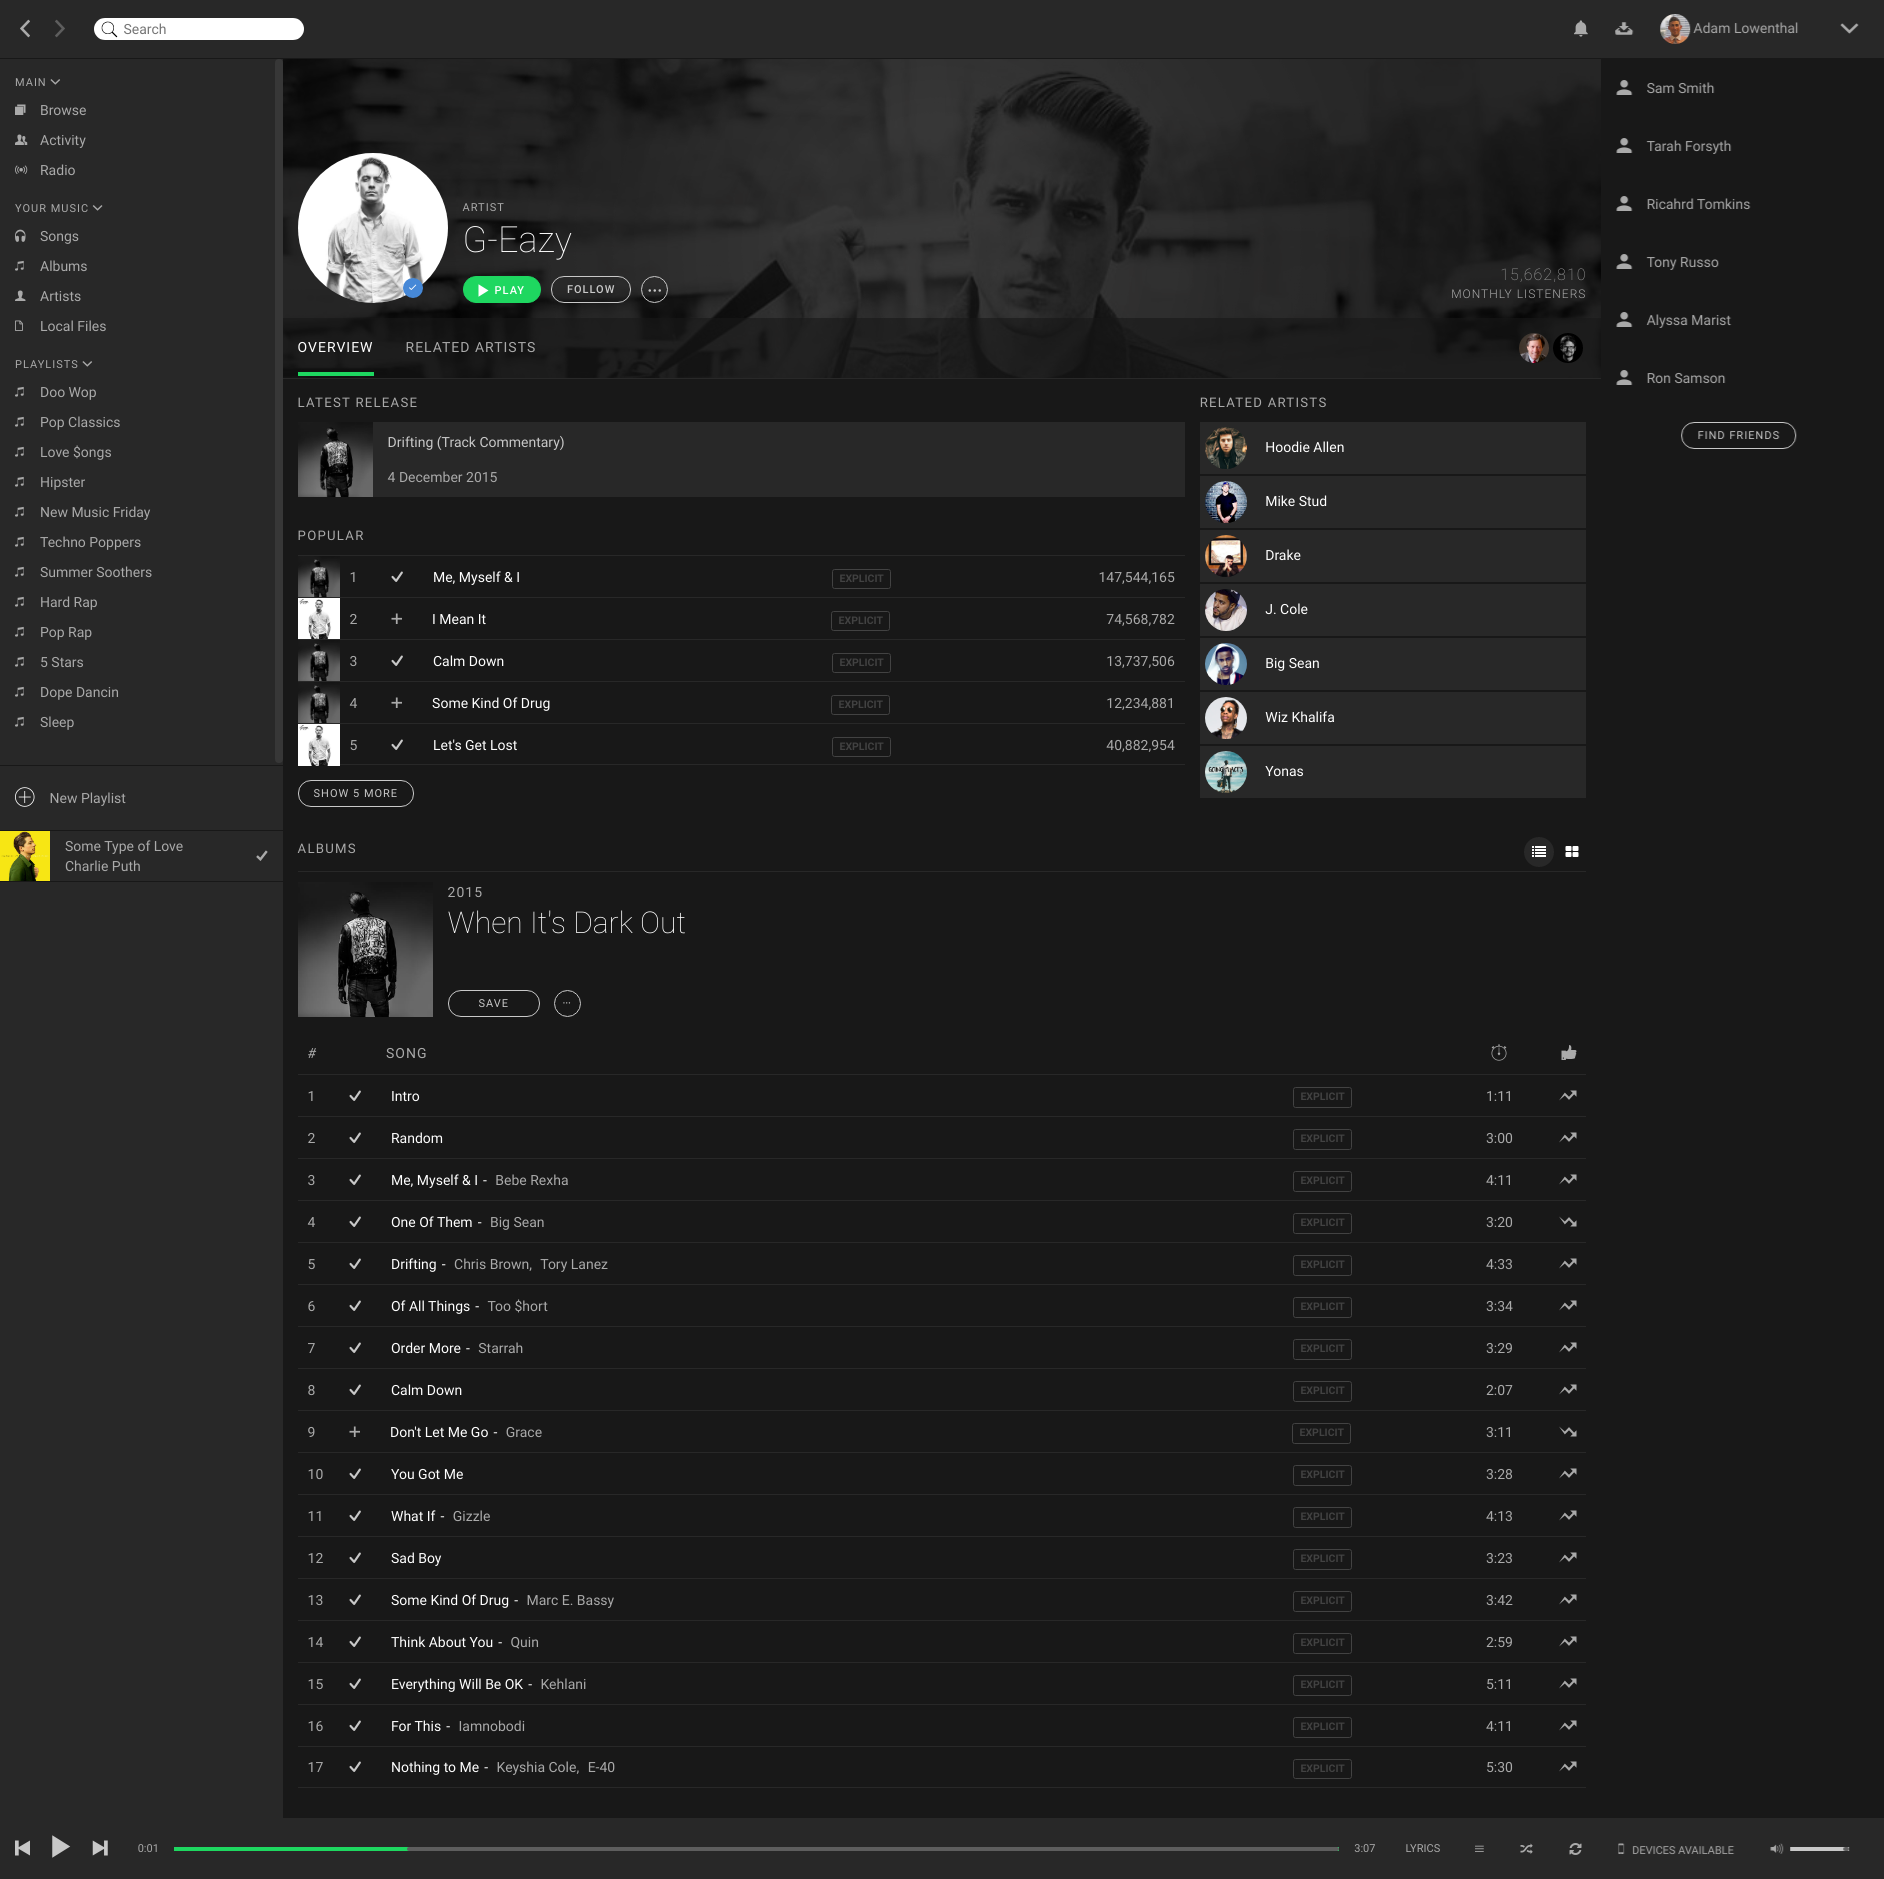 Search
Adam Lowenthal
MAIN
Browse
Activity
Radio
YOUR MUSIC
Songs
Albums
Artists
Local Files
PLAYLISTS
Doo Wop
Pop Classics
Love $ongs
Hipster
New Music Friday
Techno Poppers
Summer Soothers
Hard Rap
Pop Rap
5 Stars
Dope Dancin
Sleep
New Playlist
Some Type of Love
Charlie Puth
ARTIST
G-Eazy
PLAY FOLLOW
15,662,810
MONTHLY LISTENERS
OVERVIEW RELATED ARTISTS
LATEST RELEASE
Drifting (Track Commentary)
4 December 2015
POPULAR
1 Me, Myself & I EXPLICIT 147,544,165
2 I Mean It EXPLICIT 74,568,782
3 Calm Down EXPLICIT 13,737,506
4 Some Kind Of Drug EXPLICIT 12,234,881
5 Let's Get Lost EXPLICIT 40,882,954
SHOW 5 MORE
RELATED ARTISTS
Hoodie Allen
Mike Stud
Drake
J. Cole
Big Sean
Wiz Khalifa
Yonas
ALBUMS
2015
When It's Dark Out
SAVE
# SONG
1 Intro EXPLICIT 1:11
2 Random EXPLICIT 3:00
3 Me, Myself & I - Bebe Rexha EXPLICIT 4:11
4 One Of Them - Big Sean EXPLICIT 3:20
5 Drifting - Chris Brown, Tory Lanez EXPLICIT 4:33
6 Of All Things - Too $hort EXPLICIT 3:34
7 Order More - Starrah EXPLICIT 3:29
8 Calm Down EXPLICIT 2:07
9 Don't Let Me Go - Grace EXPLICIT 3:11
10 You Got Me EXPLICIT 3:28
11 What If - Gizzle EXPLICIT 4:13
12 Sad Boy EXPLICIT 3:23
13 Some Kind Of Drug - Marc E. Bassy EXPLICIT 3:42
14 Think About You - Quin EXPLICIT 2:59
15 Everything Will Be OK - Kehlani EXPLICIT 5:11
16 For This - Iamnobodi EXPLICIT 4:11
17 Nothing to Me - Keyshia Cole, E-40 EXPLICIT 5:30
Sam Smith
Tarah Forsyth
Ricahrd Tomkins
Tony Russo
Alyssa Marist
Ron Samson
FIND FRIENDS
0:01 3:07 LYRICS DEVICES AVAILABLE